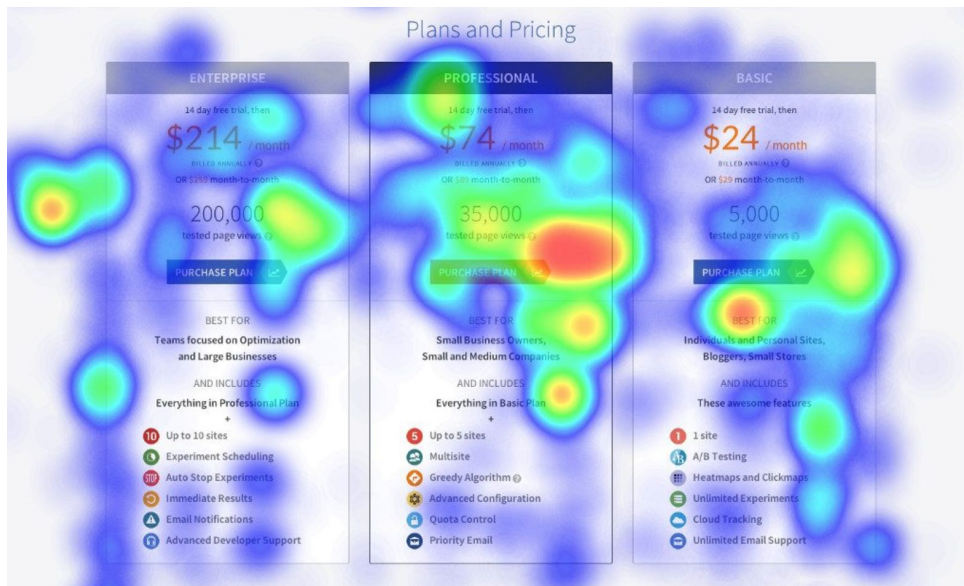 Plans and Pricing
ENTERPRISE
14 day free trial, then
$214 / month
BILLED ANNUALLY ?
OR $259 month-to-month
200,000
tested page views ?
PURCHASE PLAN
BEST FOR
Teams focused on Optimization
and Large Businesses
AND INCLUDES
Everything in Professional Plan
+
10 Up to 10 sites
Experiment Scheduling
STOP Auto Stop Experiments
Immediate Results
Email Notifications
Advanced Developer Support
PROFESSIONAL
14 day free trial, then
$74 / month
BILLED ANNUALLY ?
OR $89 month-to-month
35,000
tested page views ?
PURCHASE PLAN
BEST FOR
Small Business Owners,
Small and Medium Companies
AND INCLUDES
Everything in Basic Plan
+
5 Up to 5 sites
Multisite
Greedy Algorithm ?
Advanced Configuration
Quota Control
Priority Email
BASIC
14 day free trial, then
$24 / month
BILLED ANNUALLY ?
OR $29 month-to-month
5,000
tested page views ?
PURCHASE PLAN
BEST FOR
Individuals and Personal Sites,
Bloggers, Small Stores
AND INCLUDES
These awesome features
1 1 site
A/B Testing
Heatmaps and Clickmaps
Unlimited Experiments
Cloud Tracking
Unlimited Email Support